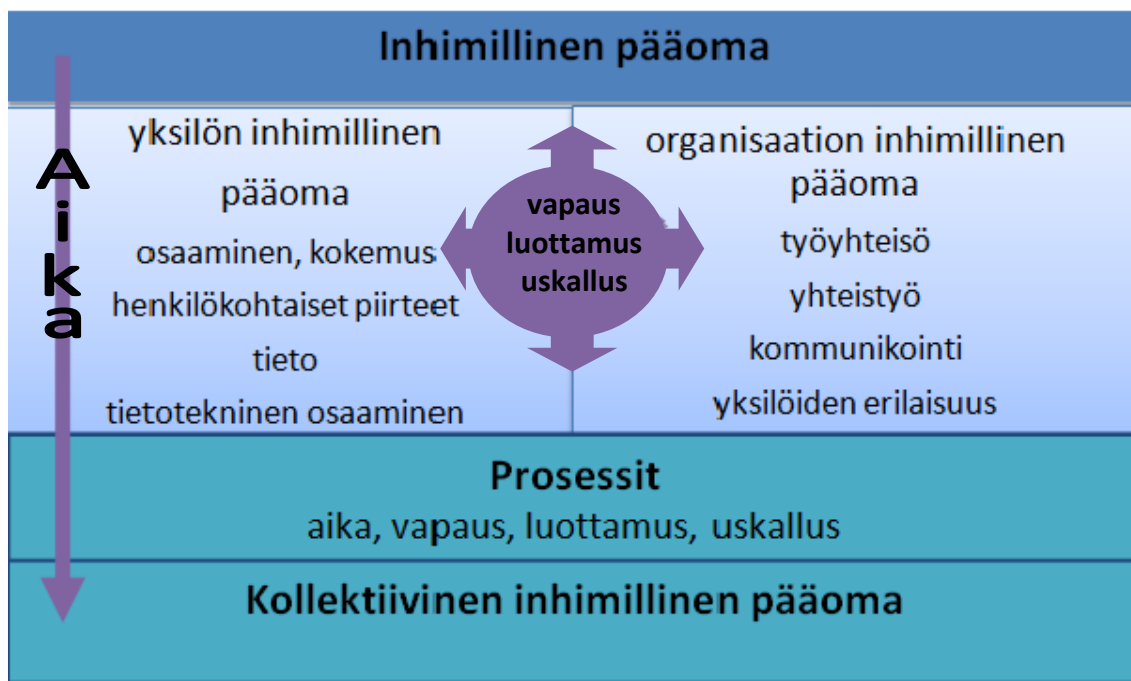 Inhimillinen pääoma
Aika
yksilön inhimillinen
pääoma
osaaminen, kokemus
henkilökohtaiset piirteet
tieto
tietotekninen osaaminen
vapaus
luottamus
uskallus
organisaation inhimillinen
pääoma
työyhteisö
yhteistyö
kommunikointi
yksilöiden erilaisuus
Prosessit
aika, vapaus, luottamus, uskallus
Kollektiivinen inhimillinen pääoma